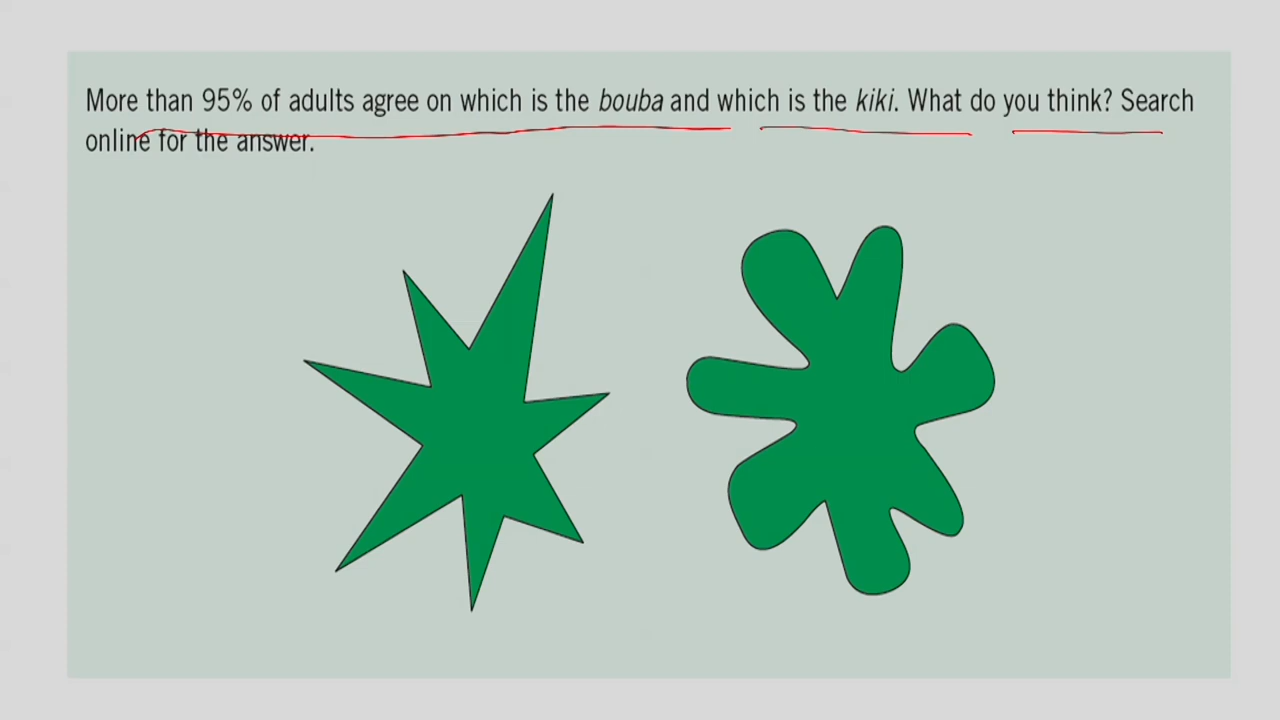 More than 95% of adults agree on which is the bouba and which is the kiki. What do you think? Search
online for the answer.